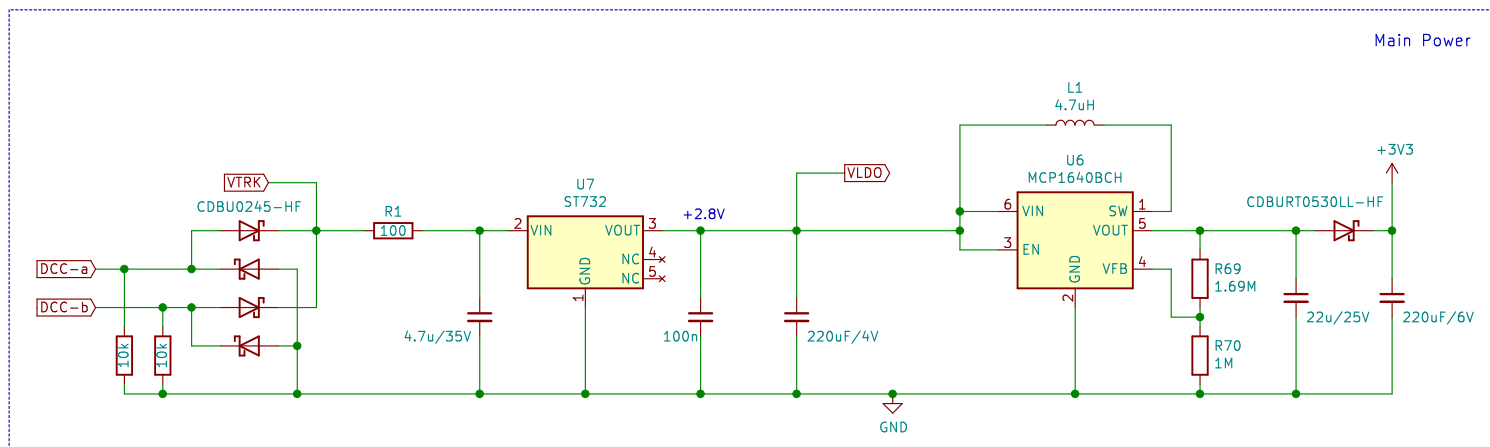 Main Power
L1
4.7uH
+3V3
U6
MCP1640BCH
VTRK
U7
ST732
VLDO
CDBU0245-HF
R1
100
+2.8V
CDBURT0530LL-HF
2
VIN
VOUT
3
NC
4
NC
5
GND
1
6
VIN
SW
1
VOUT
5
3
EN
VFB
4
GND
2
DCC-a
DCC-b
R69
1.69M
10k
10k
4.7u/35V
100n
220uF/4V
22u/25V
220uF/6V
R70
1M
GND